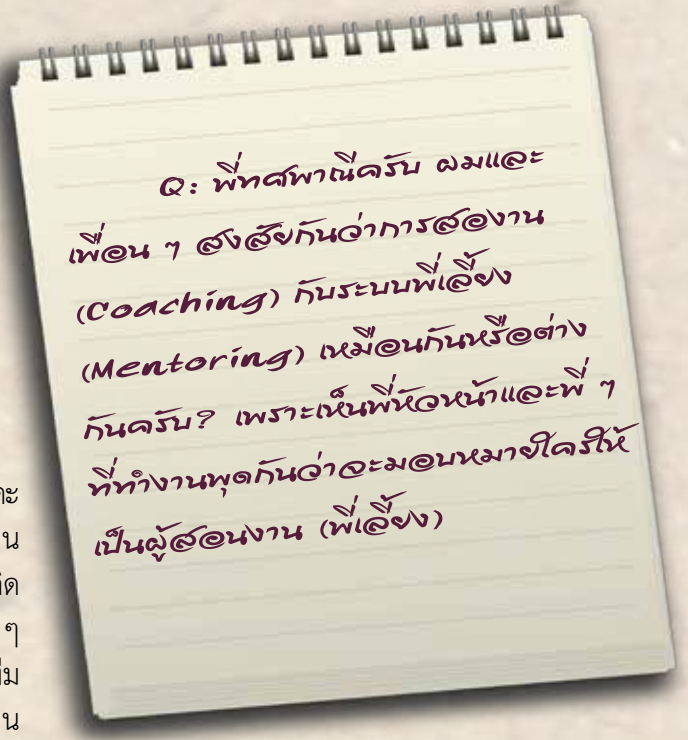 Q: พี่ทศพาณีครับ ผมและ
เพื่อน ๆ สงสัยกันว่าการสองาน
(Coaching) กับระบบพี่เลี้ยง
(Mentoring) เหมือนกันหรือต่าง
กันครับ? เพราะเห็นพี่หัวหน้าและพี่ ๆ
ที่ทำงานพุดกันว่าจะมอบหมายใครให้
เป็นผู้สอนงาน (พี่เลี้ยง)